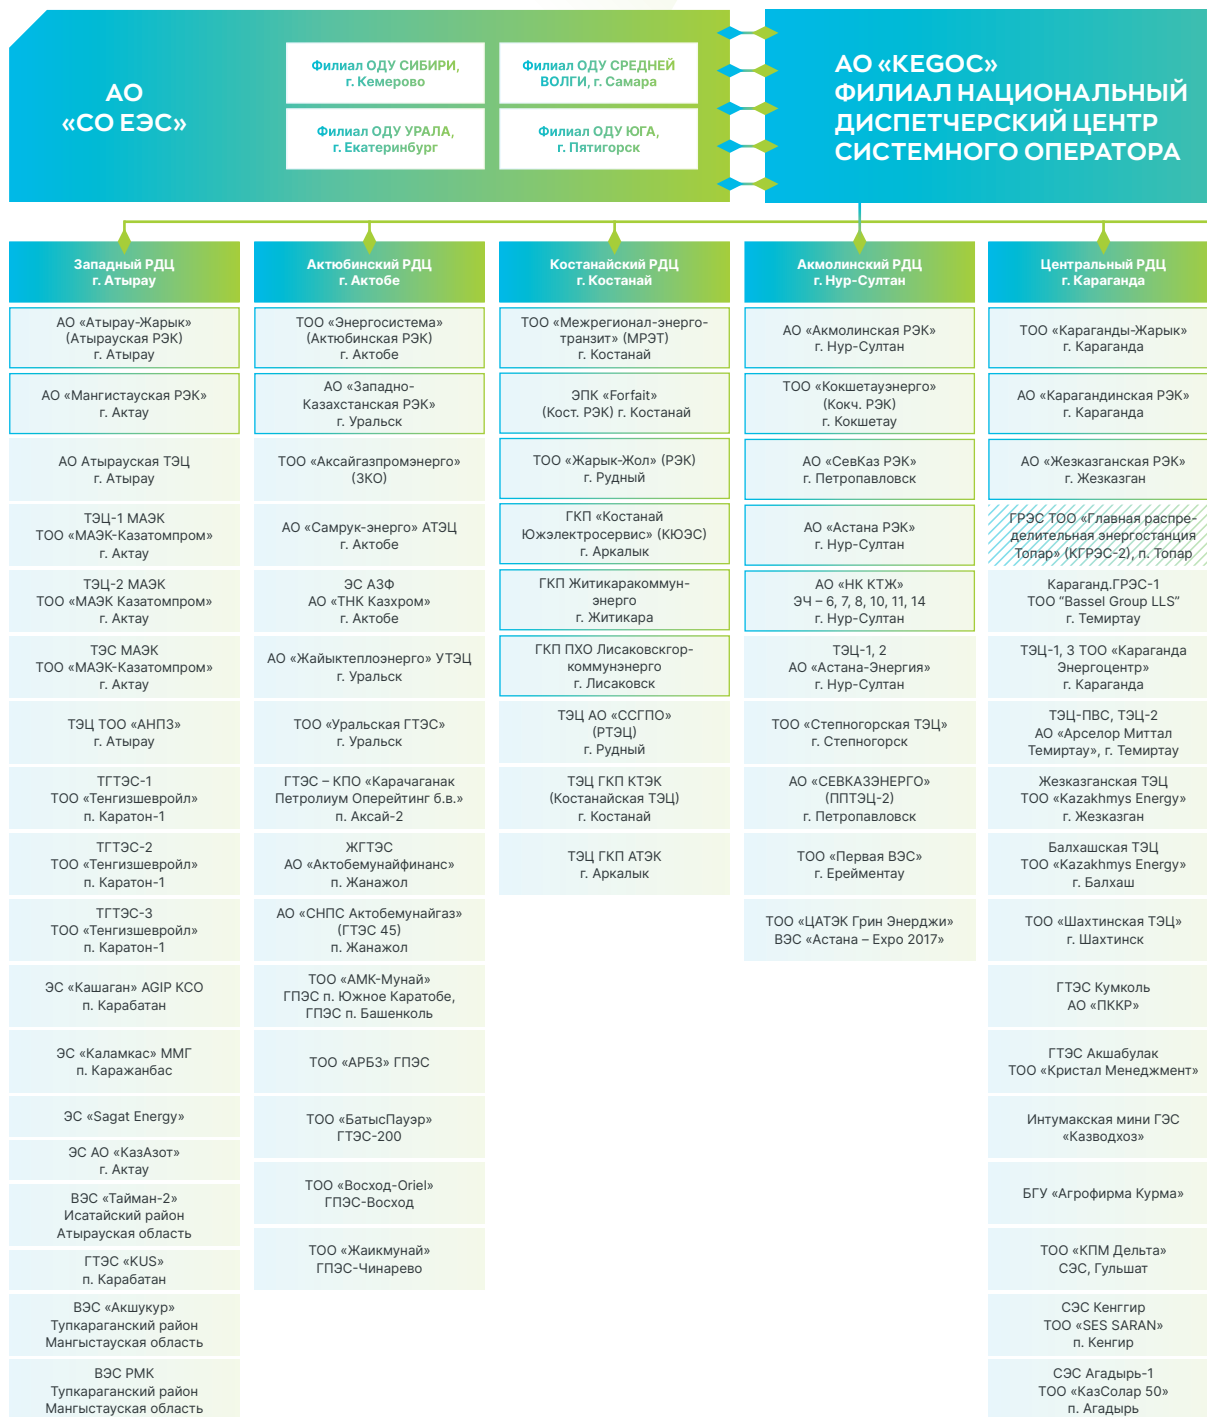 АО
«СО ЕЭС»
Филиал ОДУ СИБИРИ,
г. Кемерово
Филиал ОДУ СРЕДНЕЙ
ВОЛГИ, г. Самара
Филиал ОДУ УРАЛА,
г. Екатеринбург
Филиал ОДУ ЮГА,
г. Пятигорск
АО «KEGOC»
ФИЛИАЛ НАЦИОНАЛЬНЫЙ
ДИСПЕТЧЕРСКИЙ ЦЕНТР
СИСТЕМНОГО ОПЕРАТОРА
Западный РДЦ
г. Атырау
АО «Атырау-Жарык»
(Атырауская РЭК)
г. Атырау
АО «Мангистауская РЭК»
г. Актау
АО Атырауская ТЭЦ
г. Атырау
ТЭЦ-1 МАЭК
ТОО «МАЭК-Казатомпром»
г. Актау
ТЭЦ-2 МАЭК
ТОО «МАЭК Казатомпром»
г. Актау
ТЭС МАЭК
ТОО «МАЭК-Казатомпром»
г. Актау
ТЭЦ ТОО «АНПЗ»
г. Атырау
ТГТЭС-1
ТОО «Тенгизшевройл»
п. Каратон-1
ТГТЭС-2
ТОО «Тенгизшевройл»
п. Каратон-1
ТГТЭС-3
ТОО «Тенгизшевройл»
п. Каратон-1
ЭС «Кашаган» AGIP КСО
п. Карабатан
ЭС «Каламкас» ММГ
п. Каражанбас
ЭС «Sagat Energy»
ЭС АО «КазАзот»
г. Актау
ВЭС «Тайман-2»
Исатайский район
Атырауская область
ГТЭС «KUS»
п. Карабатан
ВЭС «Акшукур»
Тупкараганский район
Мангыстауская область
ВЭС РМК
Тупкараганский район
Мангыстауская область
Актюбинский РДЦ
г. Актобе
ТОО «Энергосистема»
(Актюбинская РЭК)
г. Актобе
АО «Западно-
Казахстанская РЭК»
г. Уральск
ТОО «Аксайгазпромэнерго»
(ЗКО)
АО «Самрук-энерго» АТЭЦ
г. Актобе
ЭС АЗФ
АО «ТНК Казхром»
г. Актобе
АО «Жайыктеплоэнерго» УТЭЦ
г. Уральск
ТОО «Уральская ГТЭС»
г. Уральск
ГТЭС – КПО «Карачаганак
Петролиум Оперейтинг б.в.»
п. Аксай-2
ЖГТЭС
АО «Актобемунайфинанс»
п. Жанажол
АО «СНПС Актобемунайгаз»
(ГТЭС 45)
п. Жанажол
ТОО «АМК-Мунай»
ГПЭС п. Южное Каратобе,
ГПЭС п. Башенколь
ТОО «АРБЗ» ГПЭС
ТОО «БатысПауэр»
ГТЭС-200
ТОО «Восход-Oriel»
ГПЭС-Восход
ТОО «Жаикмунай»
ГПЭС-Чинарево
Костанайский РДЦ
г. Костанай
ТОО «Межрегионал-энерго-
транзит» (МРЭТ)
г. Костанай
ЭПК «Forfait»
(Кост. РЭК) г. Костанай
ТОО «Жарык-Жол» (РЭК)
г. Рудный
ГКП «Костанай
Южэлектросервис» (КЮЭС)
г. Аркалык
ГКП Житикаракоммун-
энерго
г. Житикара
ГКП ПХО Лисаковскгор-
коммунэнерго
г. Лисаковск
ТЭЦ АО «ССГПО»
(РТЭЦ)
г. Рудный
ТЭЦ ГКП КТЭК
(Костанайская ТЭЦ)
г. Костанай
ТЭЦ ГКП АТЭК
г. Аркалык
Акмолинский РДЦ
г. Нур-Султан
АО «Акмолинская РЭК»
г. Нур-Султан
ТОО «Кокшетауэнерго»
(Кокч. РЭК)
г. Кокшетау
АО «СевКаз РЭК»
г. Петропавловск
АО «Астана РЭК»
г. Нур-Султан
АО «НК КТЖ»
ЭЧ – 6, 7, 8, 10, 11, 14
г. Нур-Султан
ТЭЦ-1, 2
АО «Астана-Энергия»
г. Нур-Султан
ТОО «Степногорская ТЭЦ»
г. Степногорск
АО «СЕВКАЗЭНЕРГО»
(ППТЭЦ-2)
г. Петропавловск
ТОО «Первая ВЭС»
г. Ерейментау
ТОО «ЦАТЭК Грин Энерджи»
ВЭС «Астана – Expo 2017»
Центральный РДЦ
г. Караганда
ТОО «Караганды-Жарык»
г. Караганда
АО «Карагандинская РЭК»
г. Караганда
АО «Жезказганская РЭК»
г. Жезказган
ГРЭС ТОО «Главная распре-
делительная энергостанция
Топар» (КГРЭС-2), п. Топар
Караганд.ГРЭС-1
ТОО "Bassel Group LLS"
г. Темиртау
ТЭЦ-1, 3 ТОО «Караганда
Энергоцентр»
г. Караганда
ТЭЦ-ПВС, ТЭЦ-2
АО «Арселор Миттал
Темиртау», г. Темиртау
Жезказганская ТЭЦ
ТОО «Kazakhmys Energy»
г. Жезказган
Балхашская ТЭЦ
ТОО «Kazakhmys Energy»
г. Балхаш
ТОО «Шахтинская ТЭЦ»
г. Шахтинск
ГТЭС Кумколь
АО «ПККР»
ГТЭС Акшабулак
ТОО «Кристал Менеджмент»
Интумакская мини ГЭС
«Казводхоз»
БГУ «Агрофирма Курма»
ТОО «КПМ Дельта»
СЭС, Гульшат
СЭС Кенггир
ТОО «SES SARAN»
п. Кенгир
СЭС Агадырь-1
ТОО «КазСолар 50»
п. Агадырь